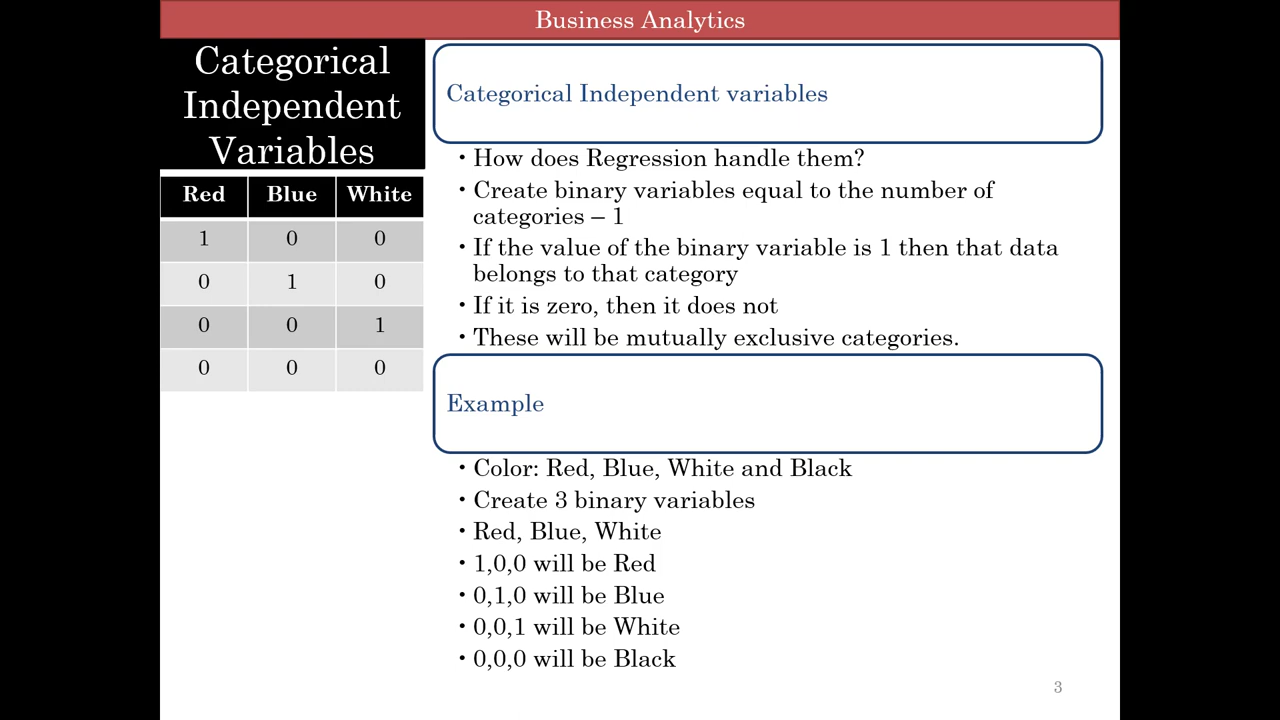 Business Analytics
Categorical
Independent
Variables
Red Blue White
1 0 0
0 1 0
0 0 1
0 0 0
Categorical Independent variables
• How does Regression handle them?
• Create binary variables equal to the number of
categories – 1
• If the value of the binary variable is 1 then that data
belongs to that category
• If it is zero, then it does not
• These will be mutually exclusive categories.
Example
• Color: Red, Blue, White and Black
• Create 3 binary variables
• Red, Blue, White
• 1,0,0 will be Red
• 0,1,0 will be Blue
• 0,0,1 will be White
• 0,0,0 will be Black
3